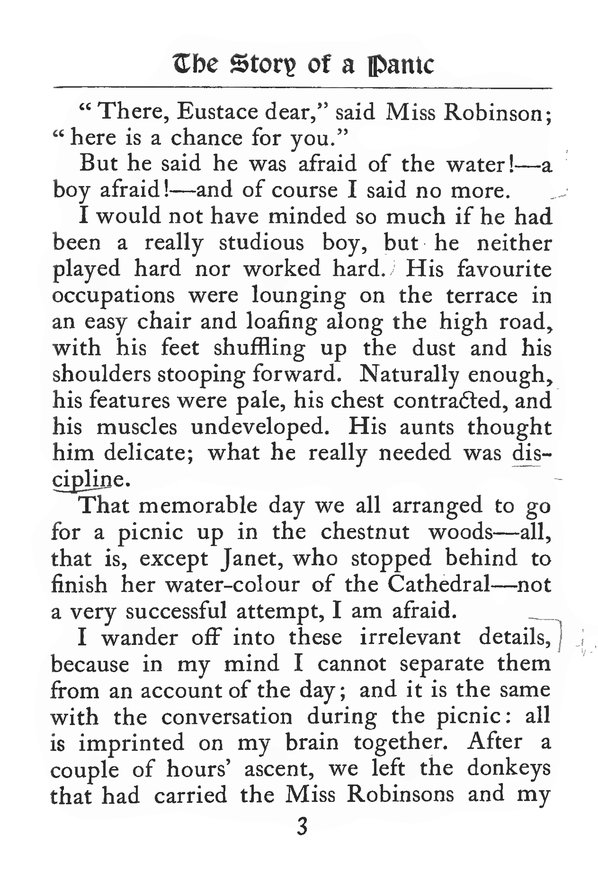 The Story of a Panic
“ There, Eustace dear,” said Miss Robinson;
“ here is a chance for you.”
But he said he was afraid of the water!—a
boy afraid!—and of course I said no more.
I would not have minded so much if he had
been a really studious boy, but he neither
played hard nor worked hard. His favourite
occupations were lounging on the terrace in
an easy chair and loafing along the high road,
with his feet shuffling up the dust and his
shoulders stooping forward. Naturally enough,
his features were pale, his chest contracted, and
his muscles undeveloped. His aunts thought
him delicate; what he really needed was dis-
cipline.
That memorable day we all arranged to go
for a picnic up in the chestnut woods—all,
that is, except Janet, who stopped behind to
finish her water-colour of the Cathedral—not
a very successful attempt, I am afraid.
I wander off into these irrelevant details,
because in my mind I cannot separate them
from an account of the day; and it is the same
with the conversation during the picnic: all
is imprinted on my brain together. After a
couple of hours’ ascent, we left the donkeys
that had carried the Miss Robinsons and my
3